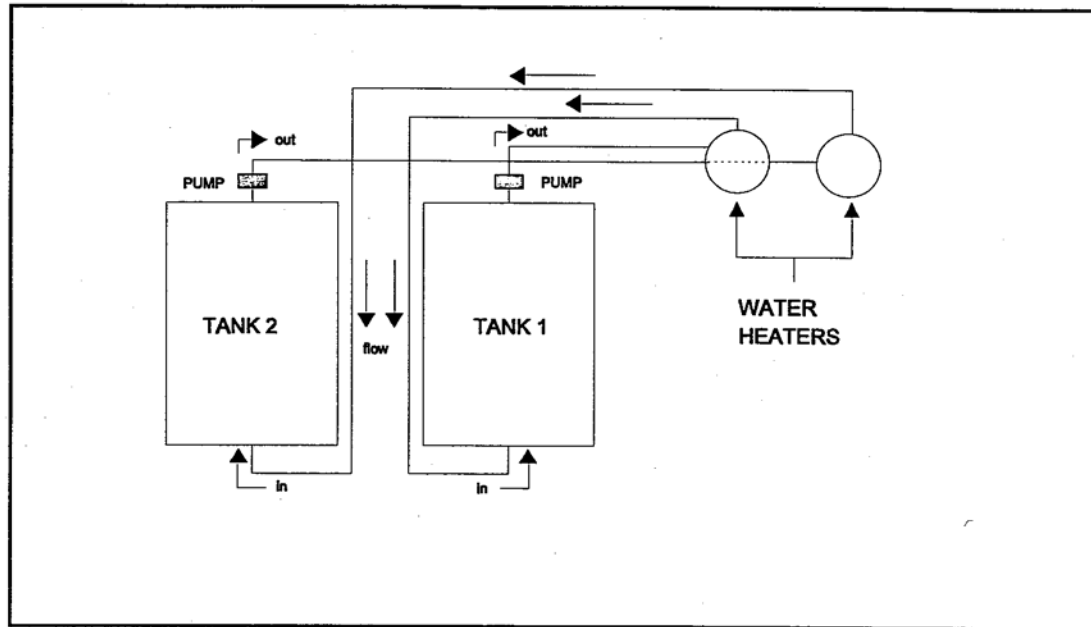 out
out
PUMP
PUMP
TANK 2
TANK 1
flow
WATER
HEATERS
in
in